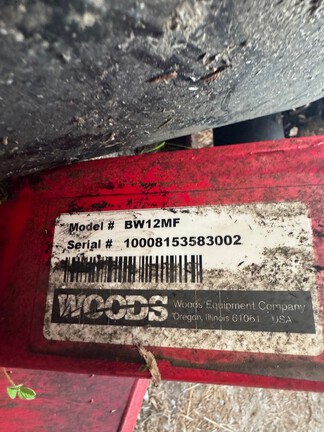 Model # BW12MF
Serial # 10008153583002
WOODS
Woods Equipment Company
Oregon, Illinois 61061 USA